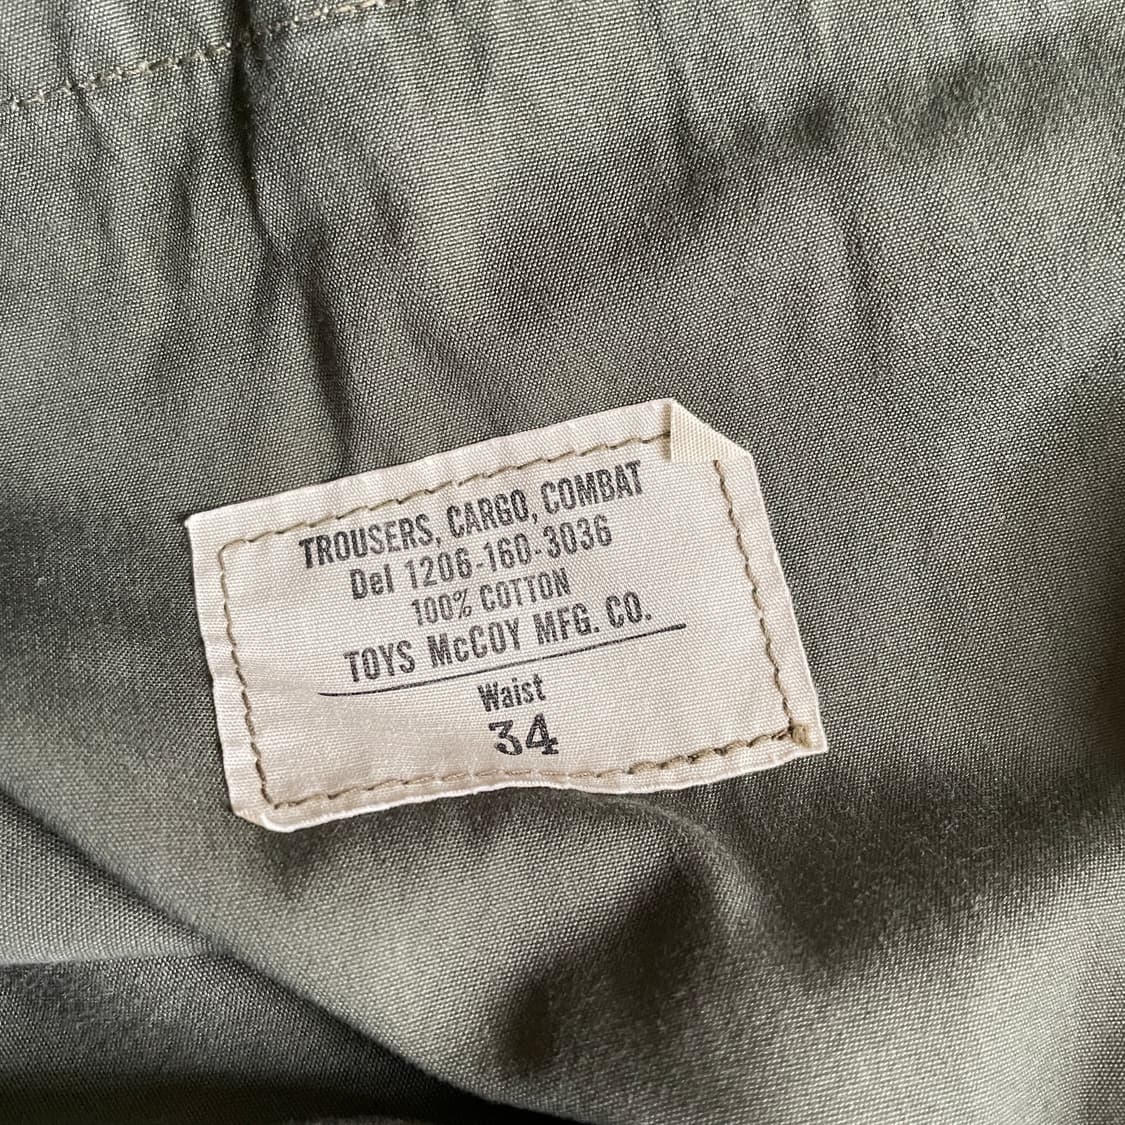 TROUSERS, CARGO, COMBAT
Del 1206-160-3036
100% COTTON
TOYS McCOY MFG. CO.
Waist
34